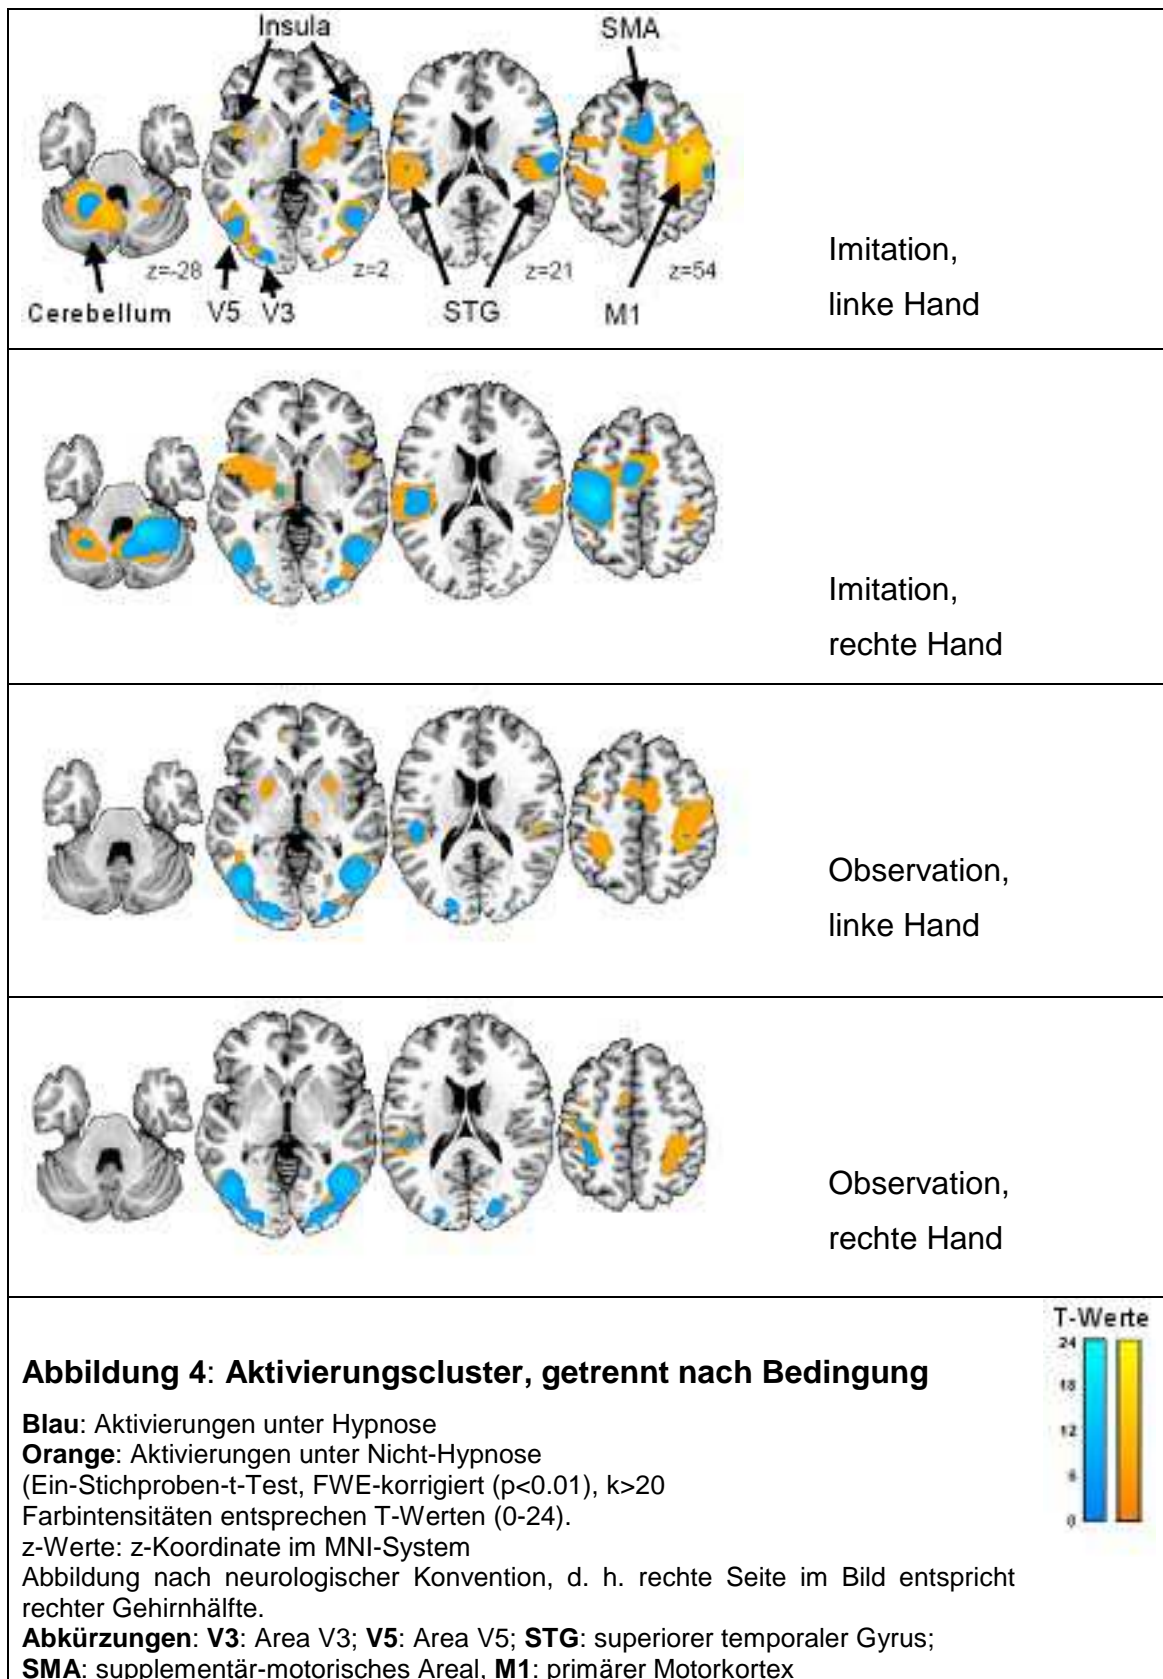 Insula
SMA
z=-28
z=2
z=21
z=54
Cerebellum
V5
V3
STG
M1
Imitation,
linke Hand
Imitation,
rechte Hand
Observation,
linke Hand
Observation,
rechte Hand
T-Werte
24
18
12
6
0
Abbildung 4: Aktivierungscluster, getrennt nach Bedingung
Blau: Aktivierungen unter Hypnose
Orange: Aktivierungen unter Nicht-Hypnose
(Ein-Stichproben-t-Test, FWE-korrigiert (p<0.01), k>20
Farbintensitäten entsprechen T-Werten (0-24).
z-Werte: z-Koordinate im MNI-System
Abbildung nach neurologischer Konvention, d. h. rechte Seite im Bild entspricht
rechter Gehirnhälfte.
Abkürzungen: V3: Area V3; V5: Area V5; STG: superiorer temporaler Gyrus;
SMA: supplementär-motorisches Areal, M1: primärer Motorkortex